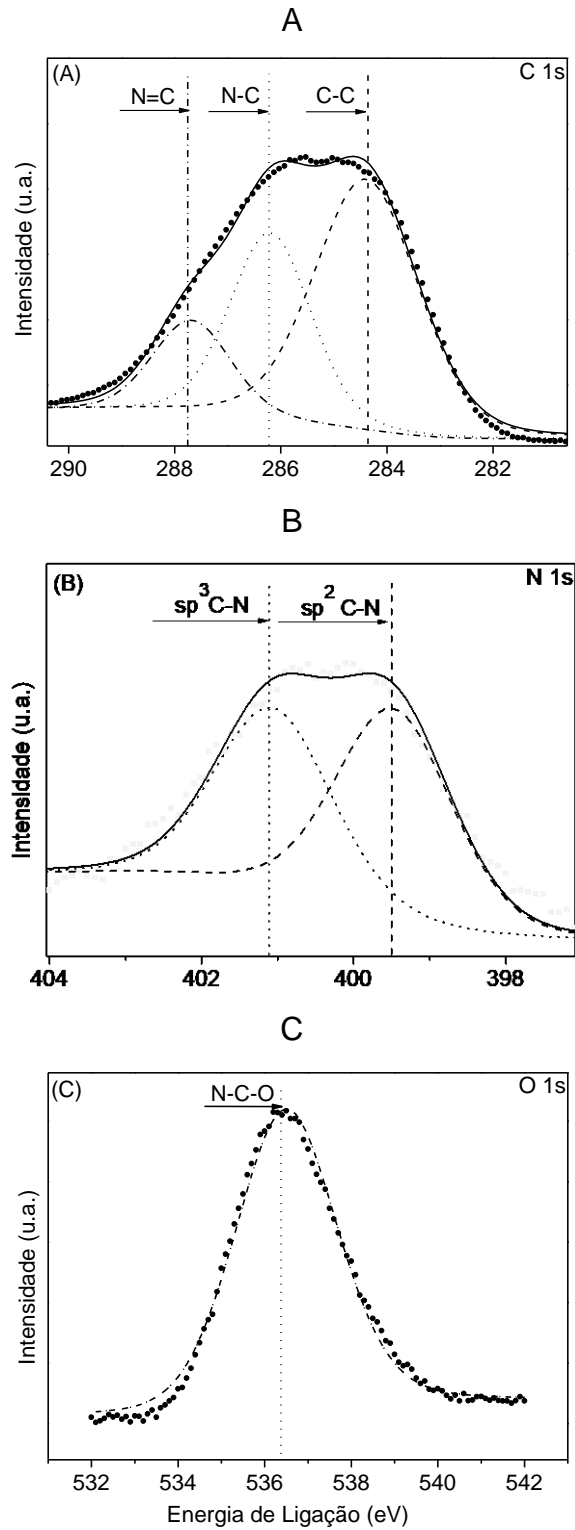 A
(A)
C 1s
N=C
N-C
C-C
Intensidade (u.a.)
290
288
286
284
282
B
(B)
N 1s
sp³C-N
sp² C-N
Intensidade (u.a.)
404
402
400
398
C
(C)
O 1s
N-C-O
Intensidade (u.a.)
532
534
536
538
540
542
Energia de Ligação (eV)